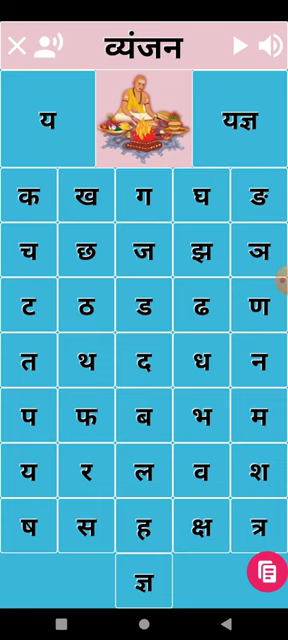 व्यंजन
य यज्ञ
क ख ग घ ङ
च छ ज झ ञ
ट ठ ड ढ ण
त थ द ध न
प फ ब भ म
य र ल व श
ष स ह क्ष त्र
ज्ञ